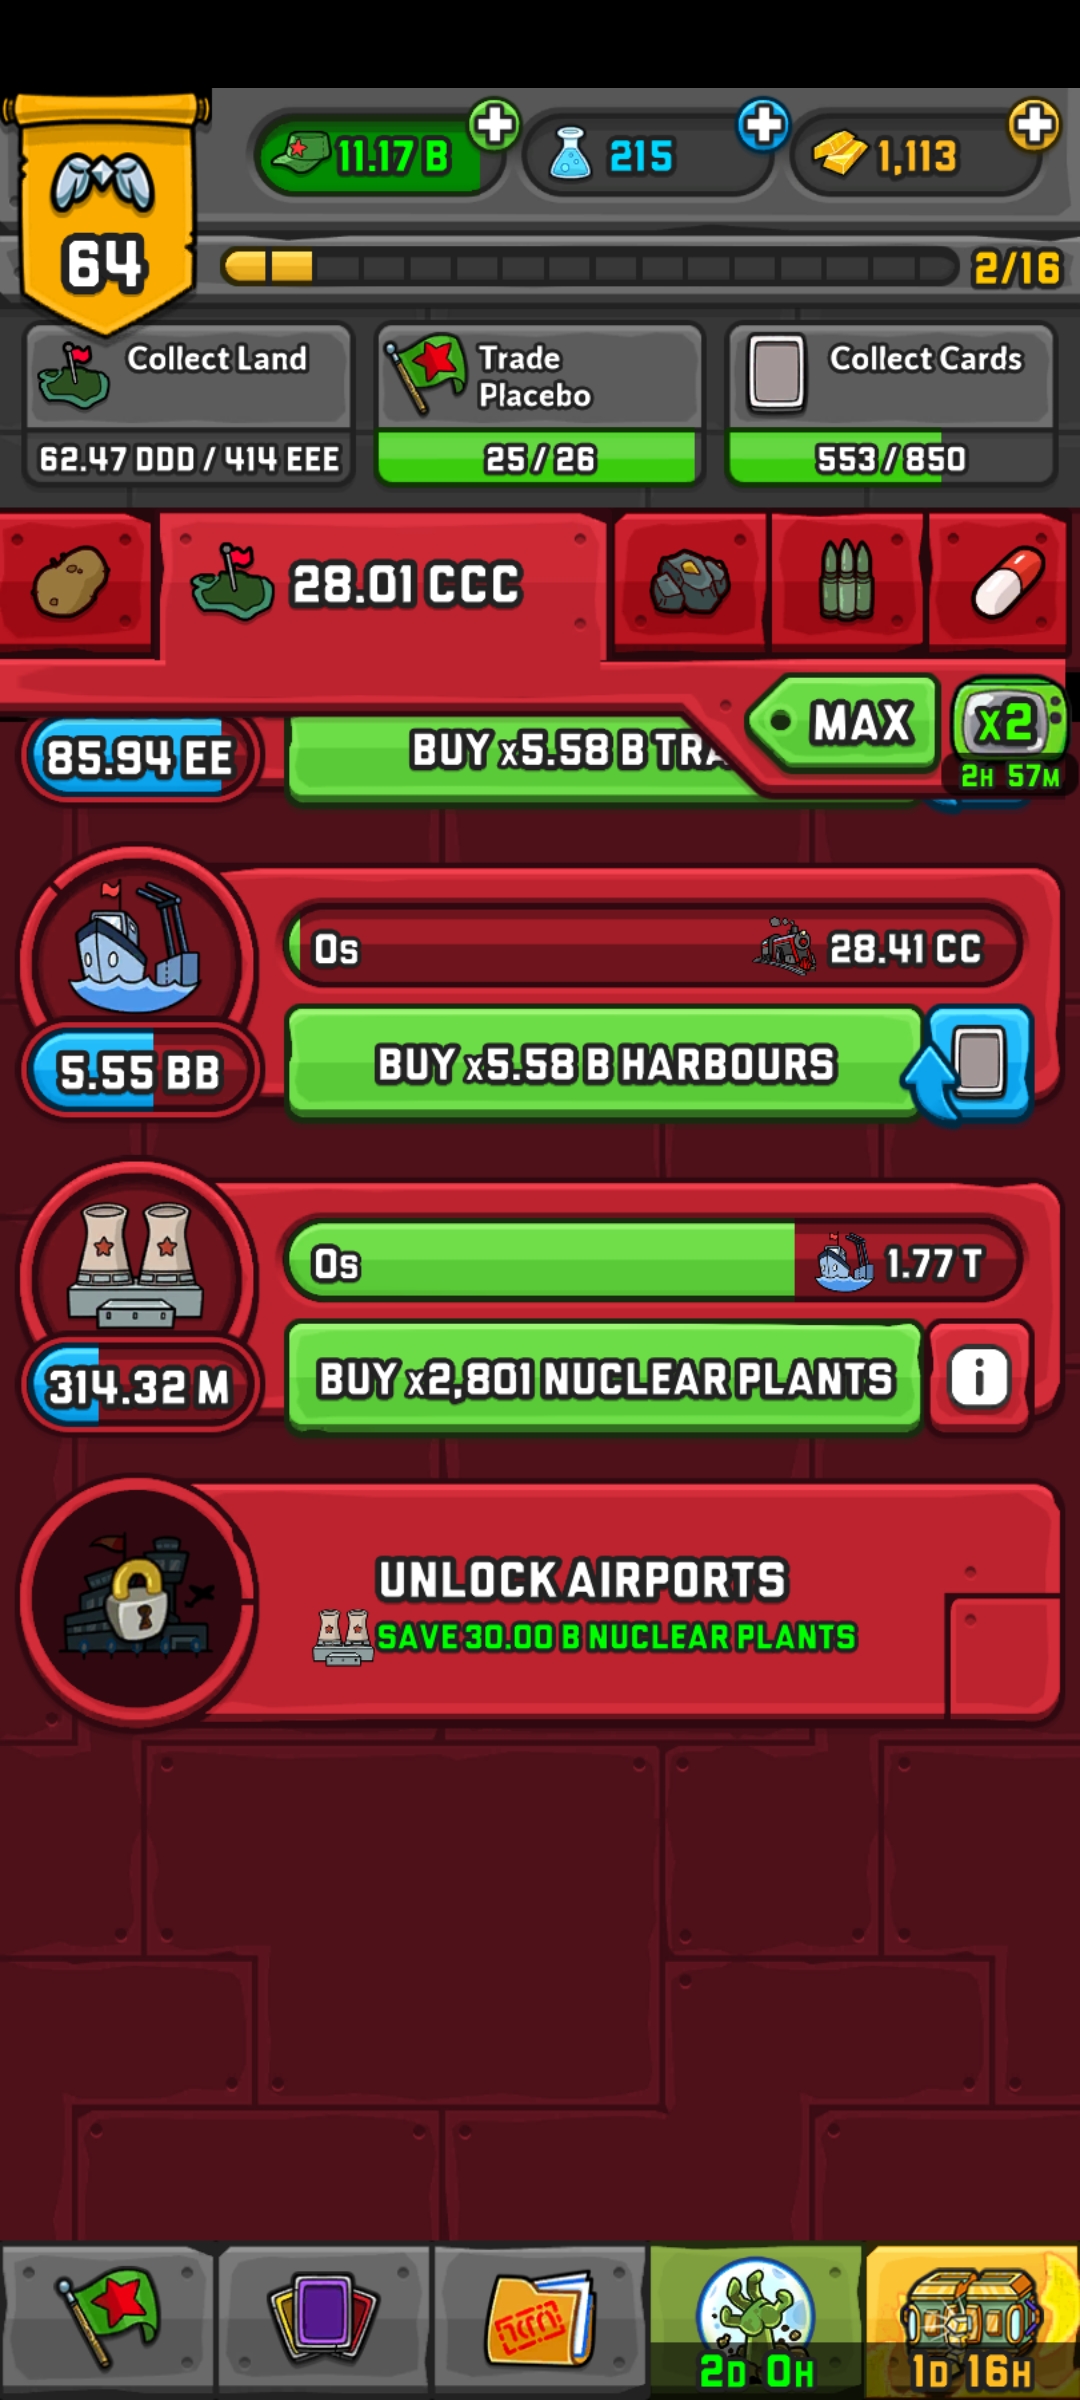 11.17 B
215
1,113
64
2/16
Collect Land
62.47 DDD / 414 EEE
Trade
Placebo
25 / 26
Collect Cards
553 / 850
28.01 CCC
MAX
x2
2H 57M
85.94 EE
BUY x5.58 B
0s
28.41 CC
5.55 BB
BUY x5.58 B HARBOURS
0s
1.77 T
314.32 M
BUY x2,801 NUCLEAR PLANTS
i
UNLOCK AIRPORTS
SAVE 30.00 B NUCLEAR PLANTS
2D 0H
1D 16H